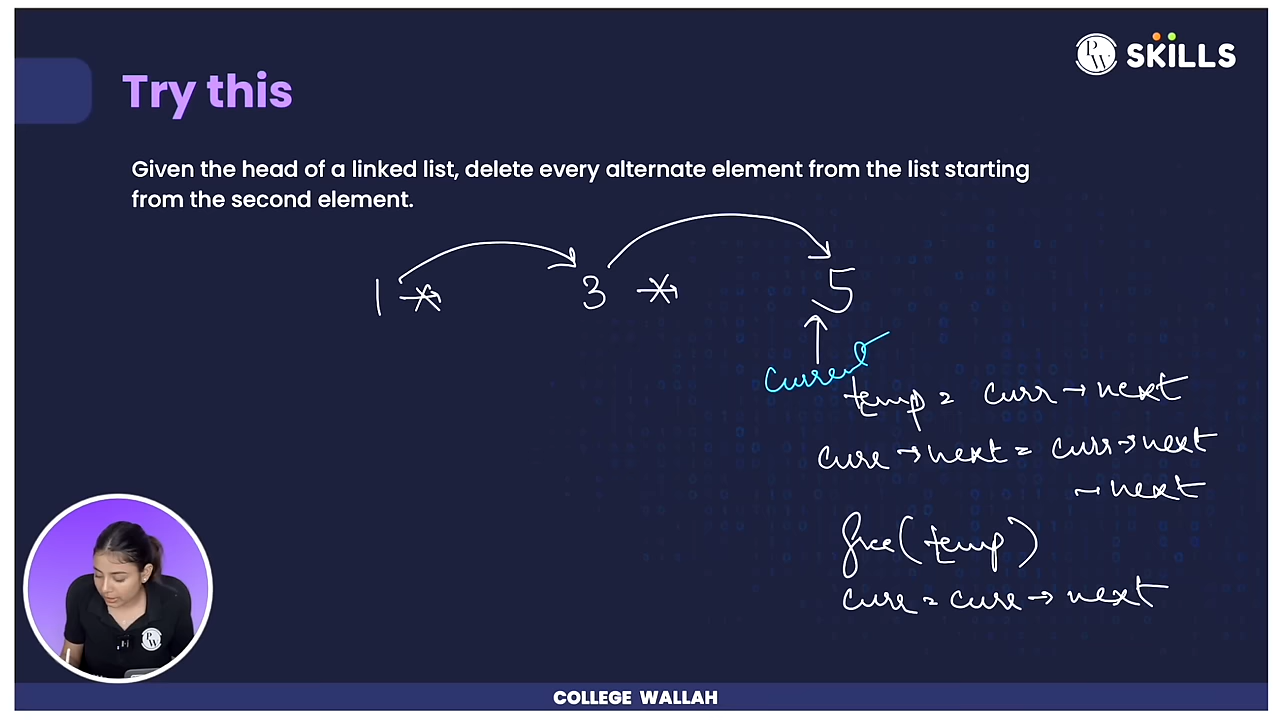 PW SKILLS
Try this
Given the head of a linked list, delete every alternate element from the list starting
from the second element.
1 3 5
Current
temp = curr → next
curr → next = curr → next
→ next
free(temp)
curr = curr → next
PW
COLLEGE WALLAH